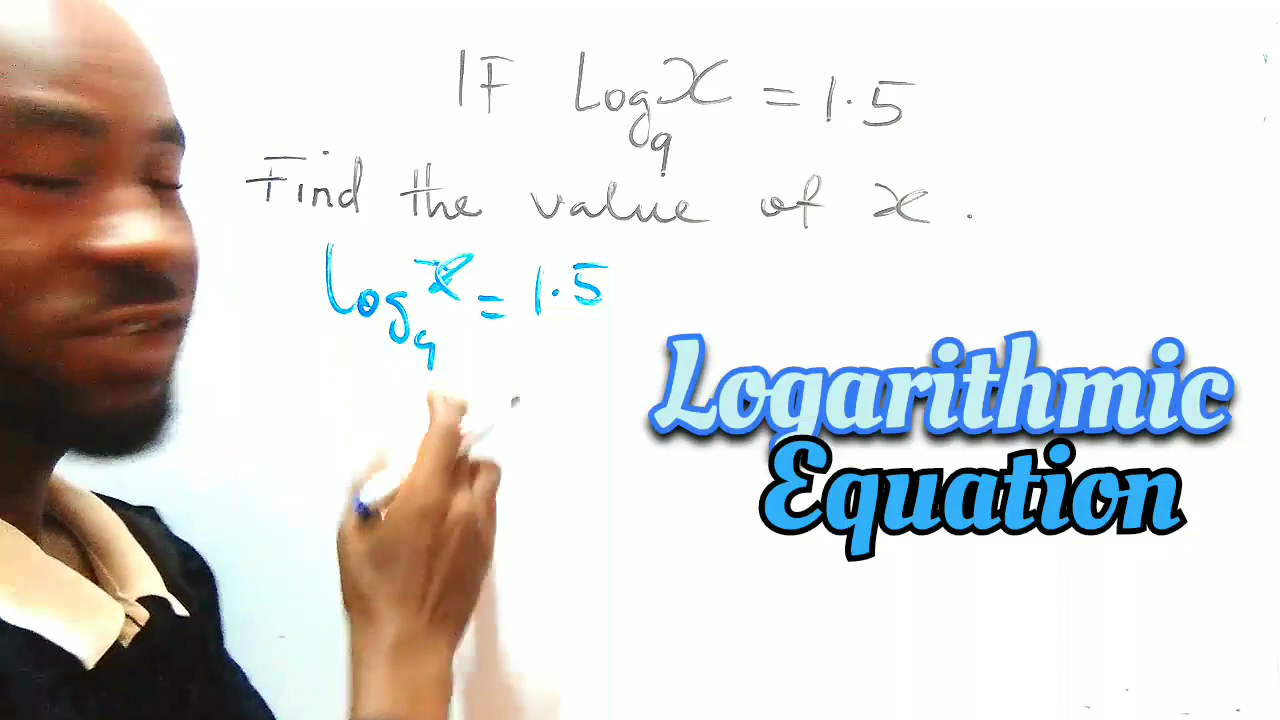 IF log₉x = 1.5
Find the value of x.
log₉x = 1.5
Logarithmic
Equation